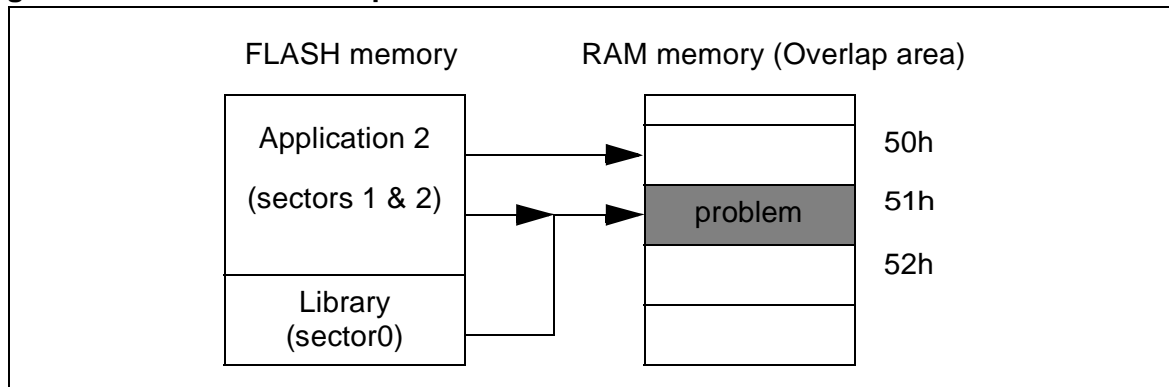 FLASH memory
RAM memory (Overlap area)
Application 2
(sectors 1 & 2)
Library
(sector0)
problem
50h
51h
52h